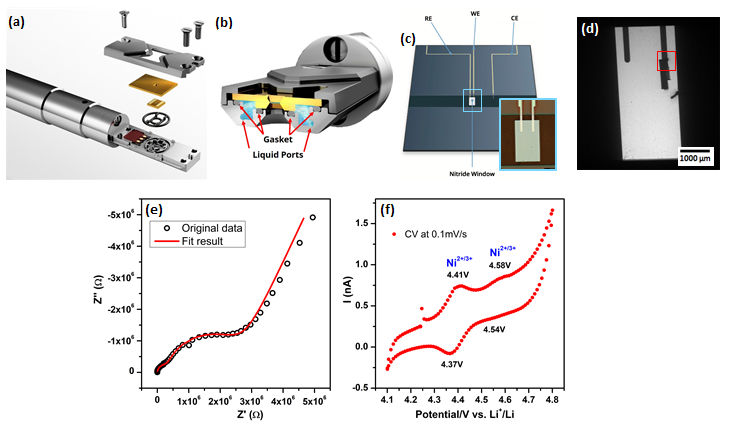 (a)
(b)
Gasket
Liquid Ports
(c)
RE
WE
CE
Nitride Window
(d)
1000 µm
(e)
Original data
Fit result
-5x10⁶
-4x10⁶
-3x10⁶
-2x10⁶
-1x10⁶
0
Z'' (Ω)
0
1x10⁶
2x10⁶
3x10⁶
4x10⁶
5x10⁶
Z' (Ω)
(f)
CV at 0.1mV/s
Ni²⁺/³⁺
4.41V
Ni²⁺/³⁺
4.58V
4.54V
4.37V
1.5
1.0
0.5
0.0
-0.5
I (nA)
4.1
4.2
4.3
4.4
4.5
4.6
4.7
4.8
Potential/V vs. Li⁺/Li